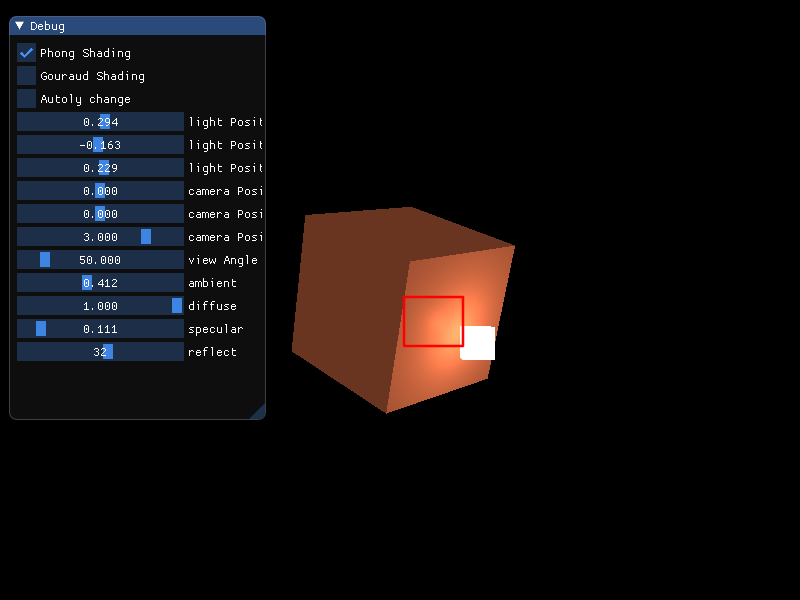 Debug
Phong Shading
Gouraud Shading
Autoly change
0.294 light Posit
-0.163 light Posit
0.229 light Posit
0.000 camera Posi
0.000 camera Posi
3.000 camera Posi
50.000 view Angle
0.412 ambient
1.000 diffuse
0.111 specular
32 reflect